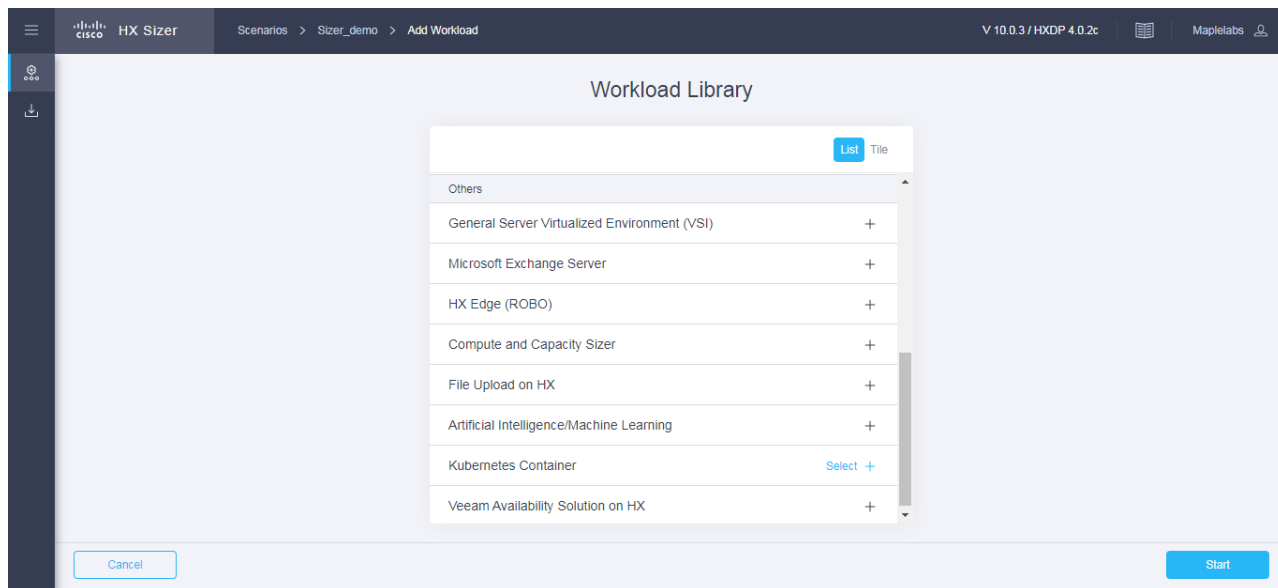 cisco HX Sizer Scenarios > Sizer_demo > Add Workload V 10.0.3 / HXDP 4.0.2c Maplelabs
Workload Library
List Tile
Others
General Server Virtualized Environment (VSI) +
Microsoft Exchange Server +
HX Edge (ROBO) +
Compute and Capacity Sizer +
File Upload on HX +
Artificial Intelligence/Machine Learning +
Kubernetes Container Select +
Veeam Availability Solution on HX +
Cancel Start